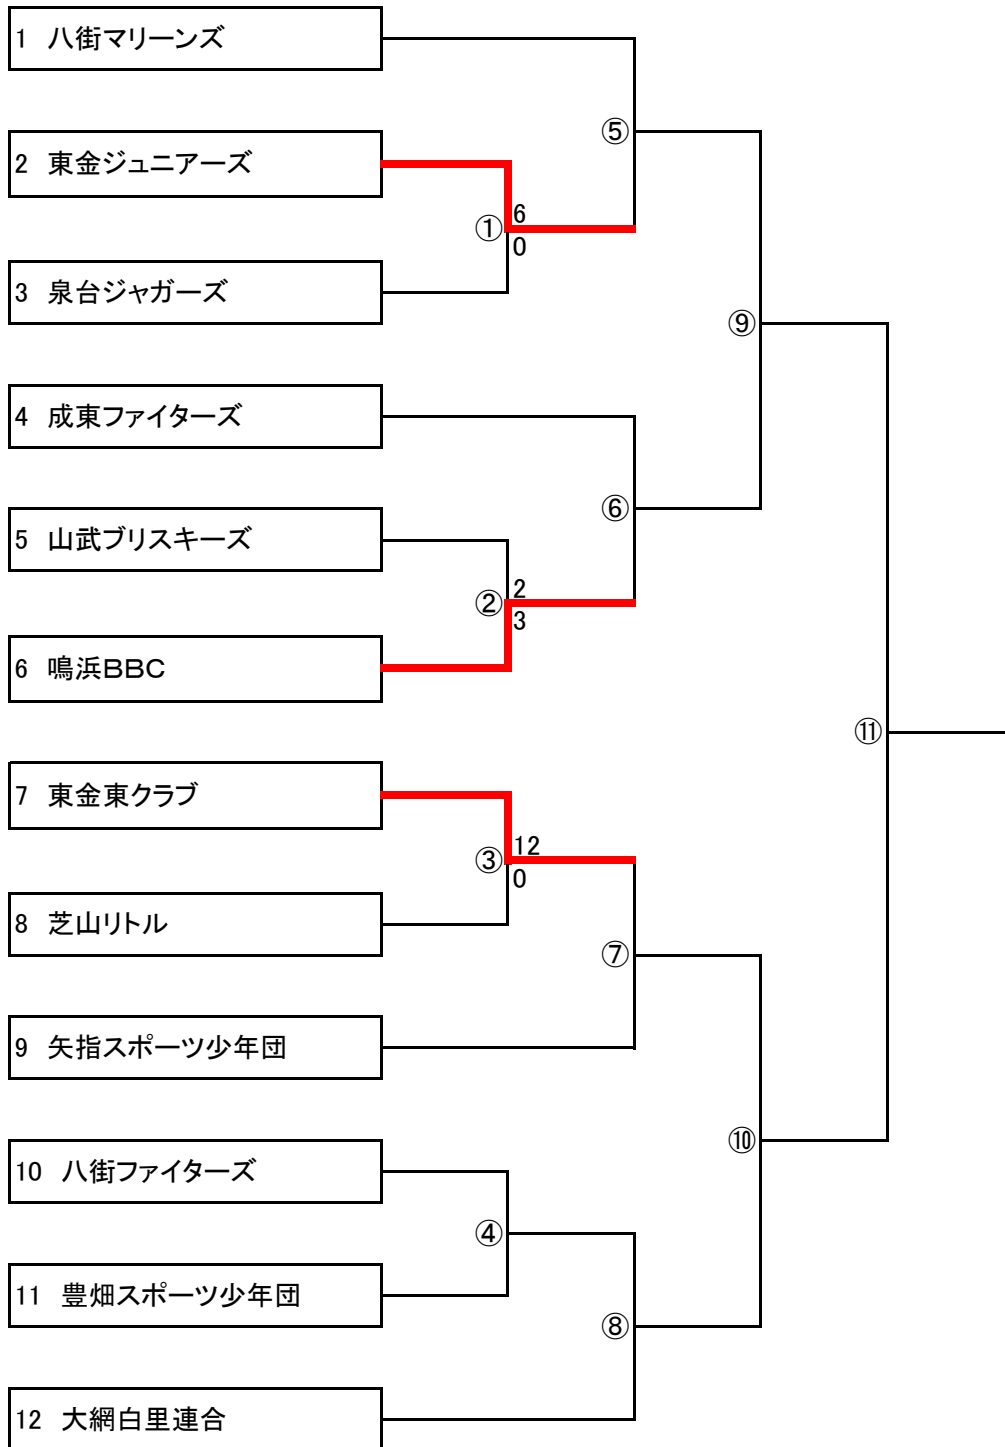 1 八街マリーンズ
⑤
2 東金ジュニアーズ
6
①
0
3 泉台ジャガーズ
⑨
4 成東ファイターズ
⑥
5 山武ブリスキーズ
2
②
3
6 鳴浜BBC
⑪
7 東金東クラブ
12
③
0
8 芝山リトル
⑦
9 矢指スポーツ少年団
⑩
10 八街ファイターズ
④
11 豊畑スポーツ少年団
⑧
12 大網白里連合